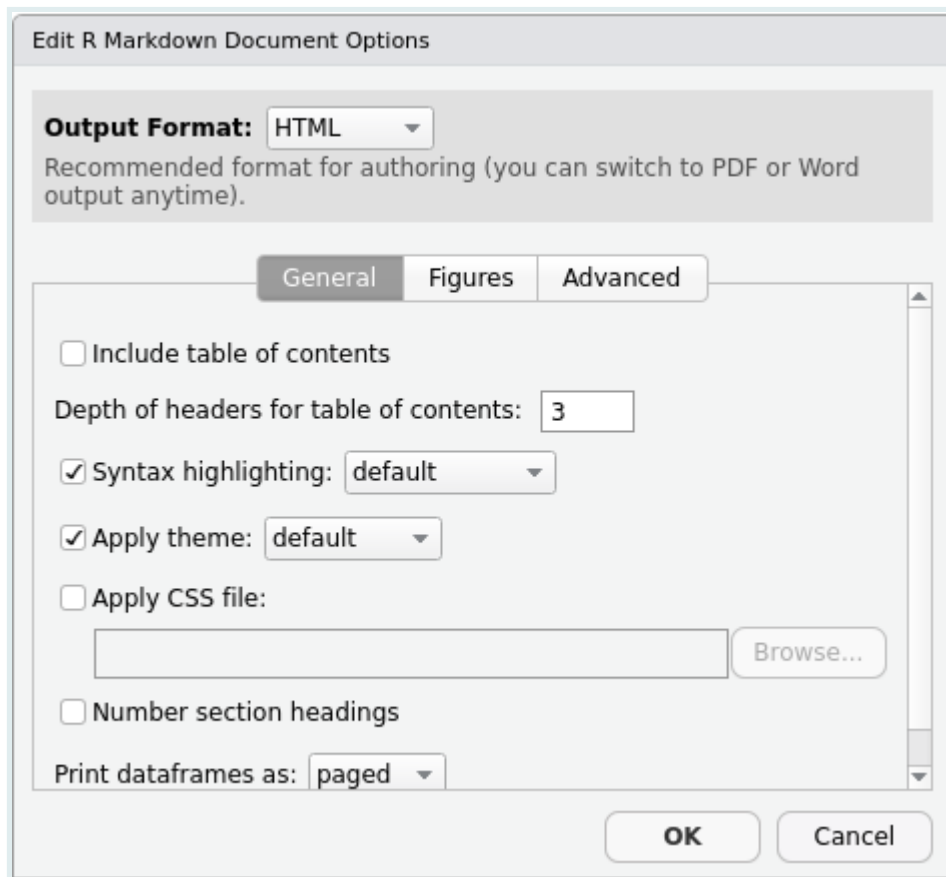 Edit R Markdown Document Options
Output Format: HTML
Recommended format for authoring (you can switch to PDF or Word
output anytime).
General Figures Advanced
Include table of contents
Depth of headers for table of contents: 3
Syntax highlighting: default
Apply theme: default
Apply CSS file:
Browse...
Number section headings
Print dataframes as: paged
OK Cancel